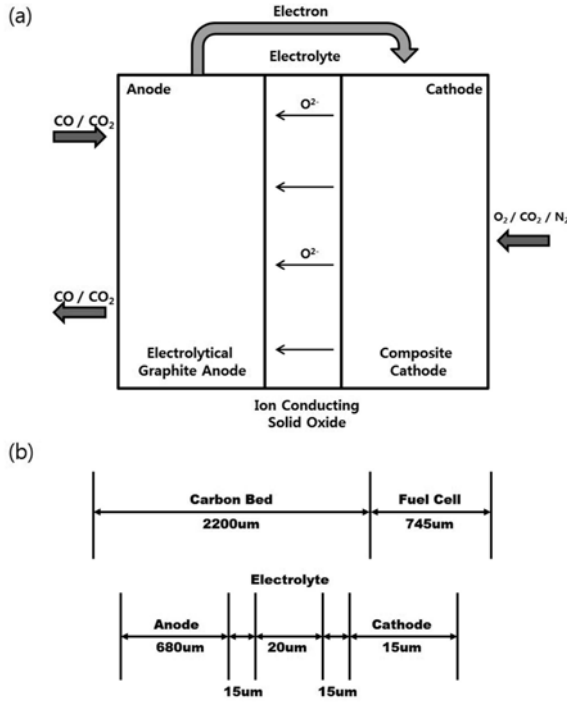 (a)
Electron
Electrolyte
Anode
Cathode
CO / CO₂
O²⁻
O₂ / CO₂ / N₂
O²⁻
CO / CO₂
Electrolytical
Graphite Anode
Composite
Cathode
Ion Conducting
Solid Oxide
(b)
Carbon Bed
Fuel Cell
2200um
745um
Electrolyte
Anode
Cathode
680um
20um
15um
15um
15um